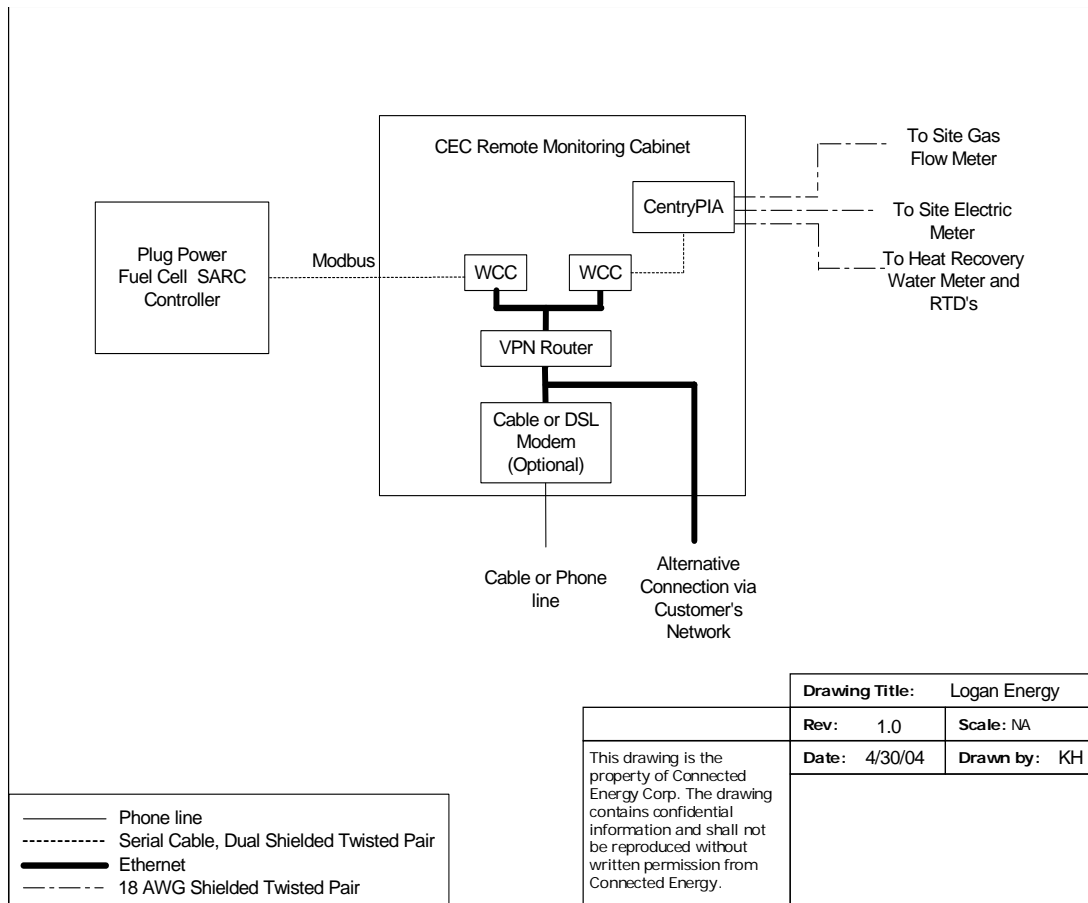 CEC Remote Monitoring Cabinet
To Site Gas
Flow Meter
CentryPIA
To Site Electric
Meter
To Heat Recovery
Water Meter and
RTD's
Plug Power
Fuel Cell SARC
Controller
Modbus
WCC
WCC
VPN Router
Cable or DSL
Modem
(Optional)
Cable or Phone
line
Alternative
Connection via
Customer's
Network
Drawing Title: Logan Energy
Rev: 1.0
Scale: NA
Date: 4/30/04
Drawn by: KH
This drawing is the
property of Connected
Energy Corp. The drawing
contains confidential
information and shall not
be reproduced without
written permission from
Connected Energy.
Phone line
Serial Cable, Dual Shielded Twisted Pair
Ethernet
18 AWG Shielded Twisted Pair